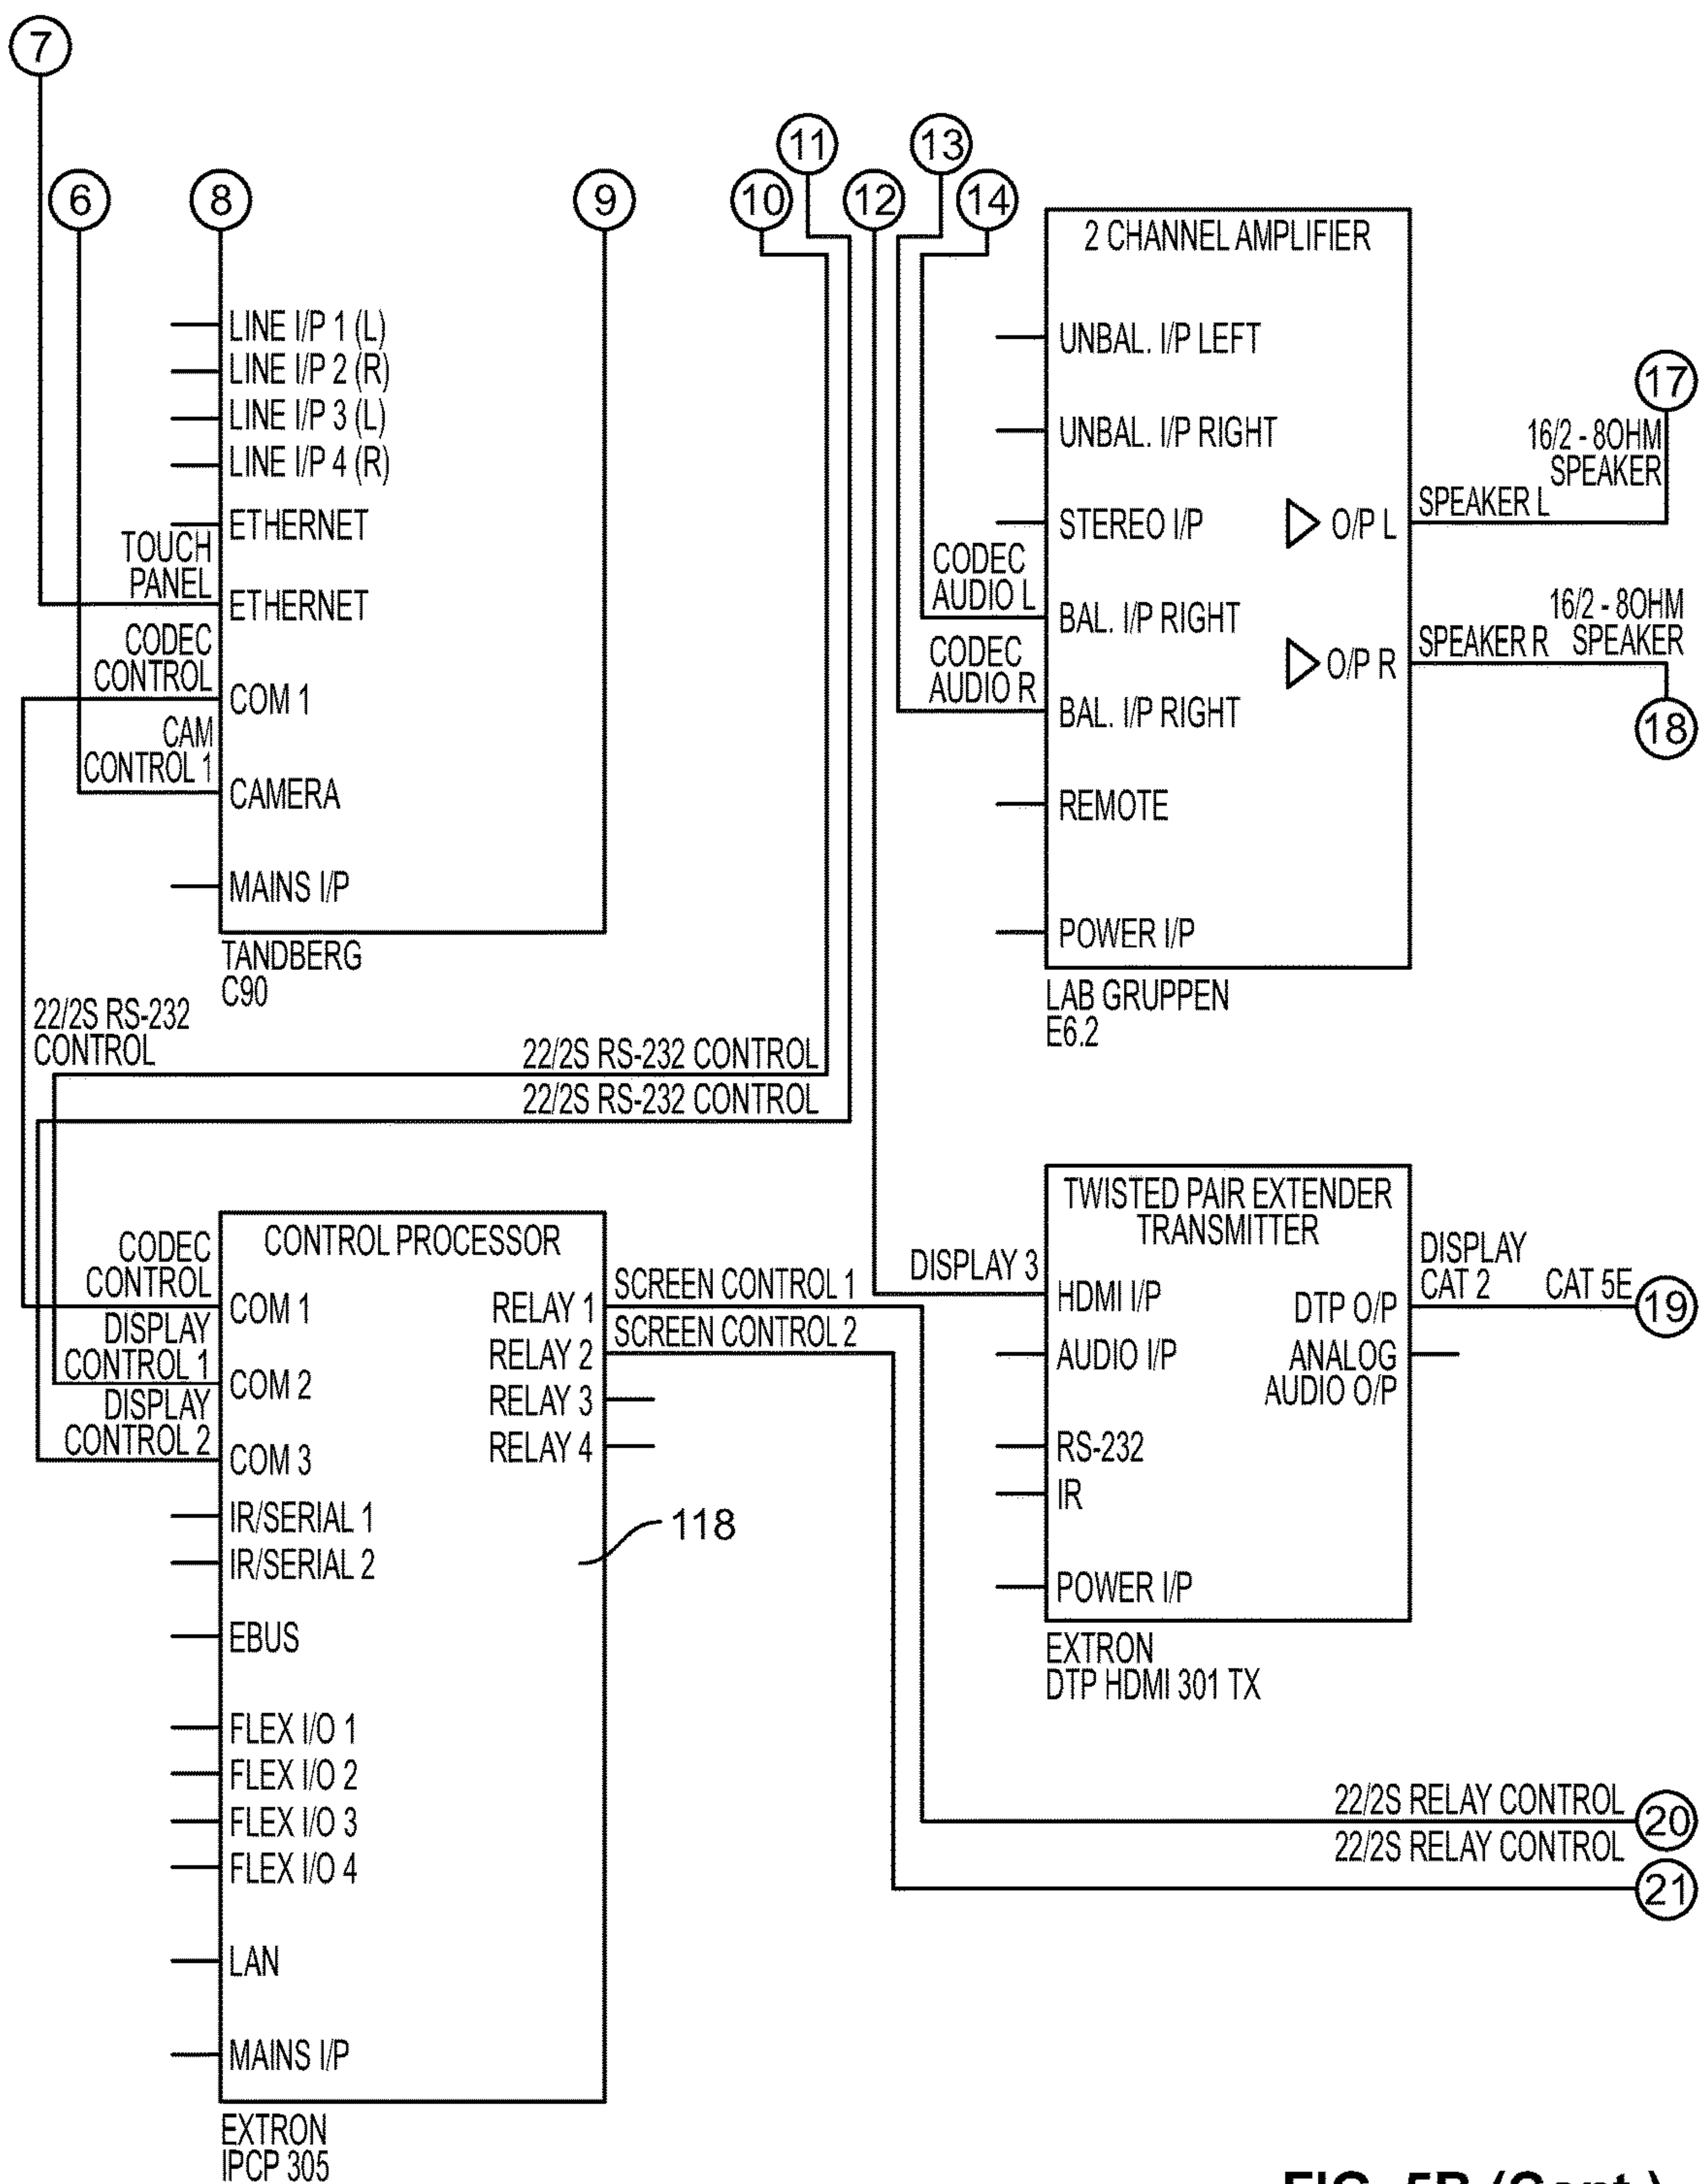 7
6
8
9
10
11
12
13
14
LINE I/P 1 (L)
LINE I/P 2 (R)
LINE I/P 3 (L)
LINE I/P 4 (R)
ETHERNET
TOUCH
PANEL
ETHERNET
CODEC
CONTROL
COM 1
CAM
CONTROL 1
CAMERA
MAINS I/P
TANDBERG
C90
2 CHANNEL AMPLIFIER
UNBAL. I/P LEFT
UNBAL. I/P RIGHT
STEREO I/P
CODEC
AUDIO L
BAL. I/P RIGHT
CODEC
AUDIO R
BAL. I/P RIGHT
REMOTE
POWER I/P
O/P L
SPEAKER L
16/2 - 8OHM
SPEAKER
17
O/P R
SPEAKER R
16/2 - 8OHM
SPEAKER
18
LAB GRUPPEN
E6.2
22/2S RS-232
CONTROL
22/2S RS-232 CONTROL
22/2S RS-232 CONTROL
CONTROL PROCESSOR
CODEC
CONTROL
COM 1
DISPLAY
CONTROL 1
COM 2
DISPLAY
CONTROL 2
COM 3
IR/SERIAL 1
IR/SERIAL 2
EBUS
FLEX I/O 1
FLEX I/O 2
FLEX I/O 3
FLEX I/O 4
LAN
MAINS I/P
RELAY 1
SCREEN CONTROL 1
RELAY 2
SCREEN CONTROL 2
RELAY 3
RELAY 4
118
EXTRON
IPCP 305
TWISTED PAIR EXTENDER
TRANSMITTER
DISPLAY 3
HDMI I/P
AUDIO I/P
RS-232
IR
POWER I/P
DTP O/P
ANALOG
AUDIO O/P
DISPLAY
CAT 2
CAT 5E
19
EXTRON
DTP HDMI 301 TX
22/2S RELAY CONTROL
20
22/2S RELAY CONTROL
21
FIG. 5B (Cont.)